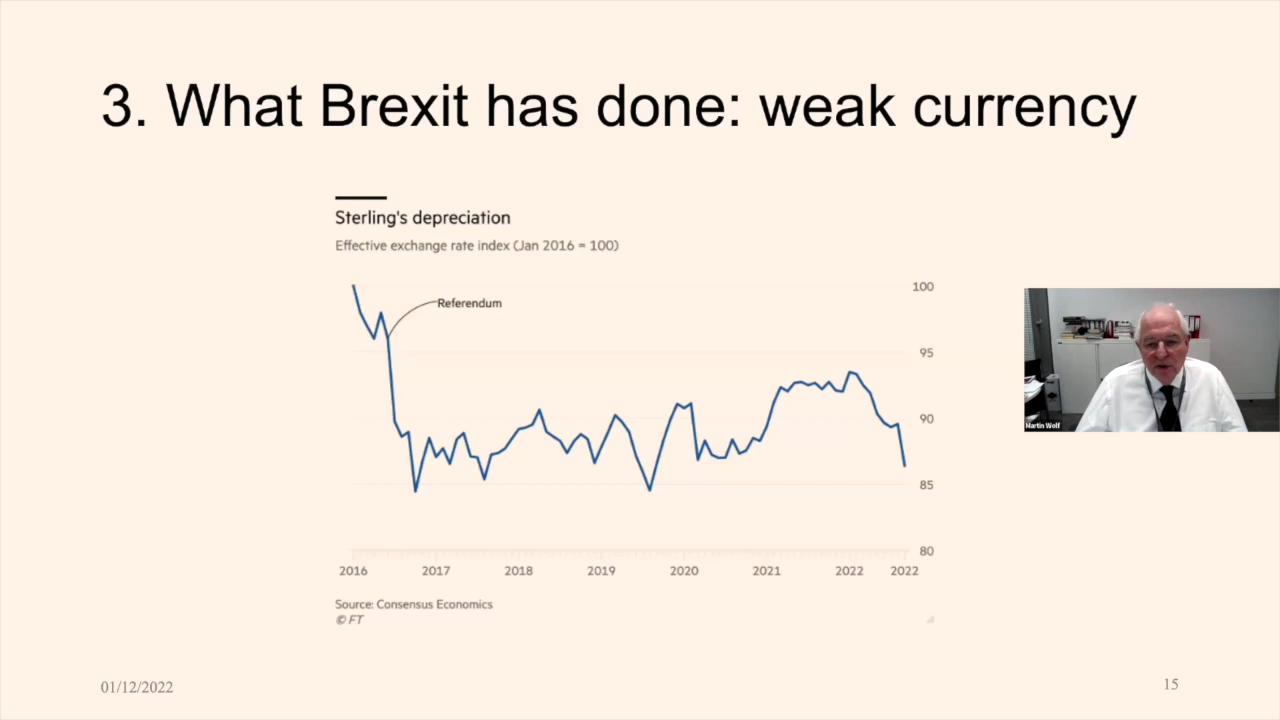 3. What Brexit has done: weak currency
Sterling's depreciation
Effective exchange rate index (Jan 2016 = 100)
Referendum
100
95
90
85
80
2016 2017 2018 2019 2020 2021 2022 2022
Source: Consensus Economics
© FT
Martin Wolf
01/12/2022
15